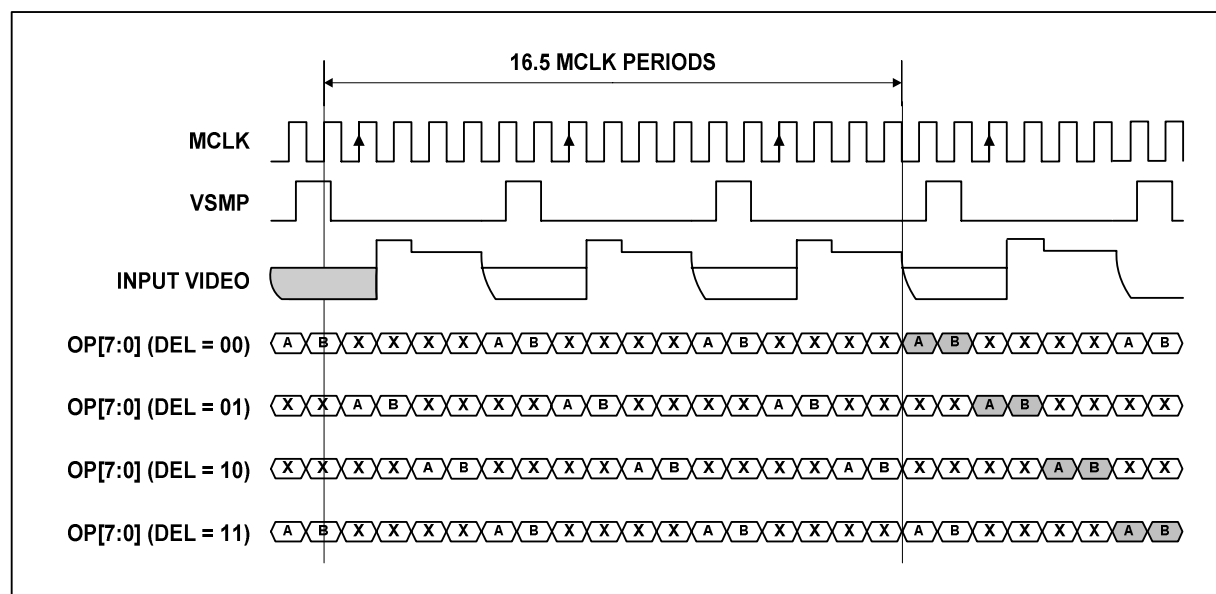 16.5 MCLK PERIODS
MCLK
VSMP
INPUT VIDEO
OP[7:0] (DEL = 00) A B X X X X A B X X X X A B X X X X A B X X X X A B
OP[7:0] (DEL = 01) X X A B X X X X A B X X X X A B X X X X A B X X X X
OP[7:0] (DEL = 10) X X X X A B X X X X A B X X X X A B X X X X A B X X
OP[7:0] (DEL = 11) A B X X X X A B X X X X A B X X X X A B X X X X A B